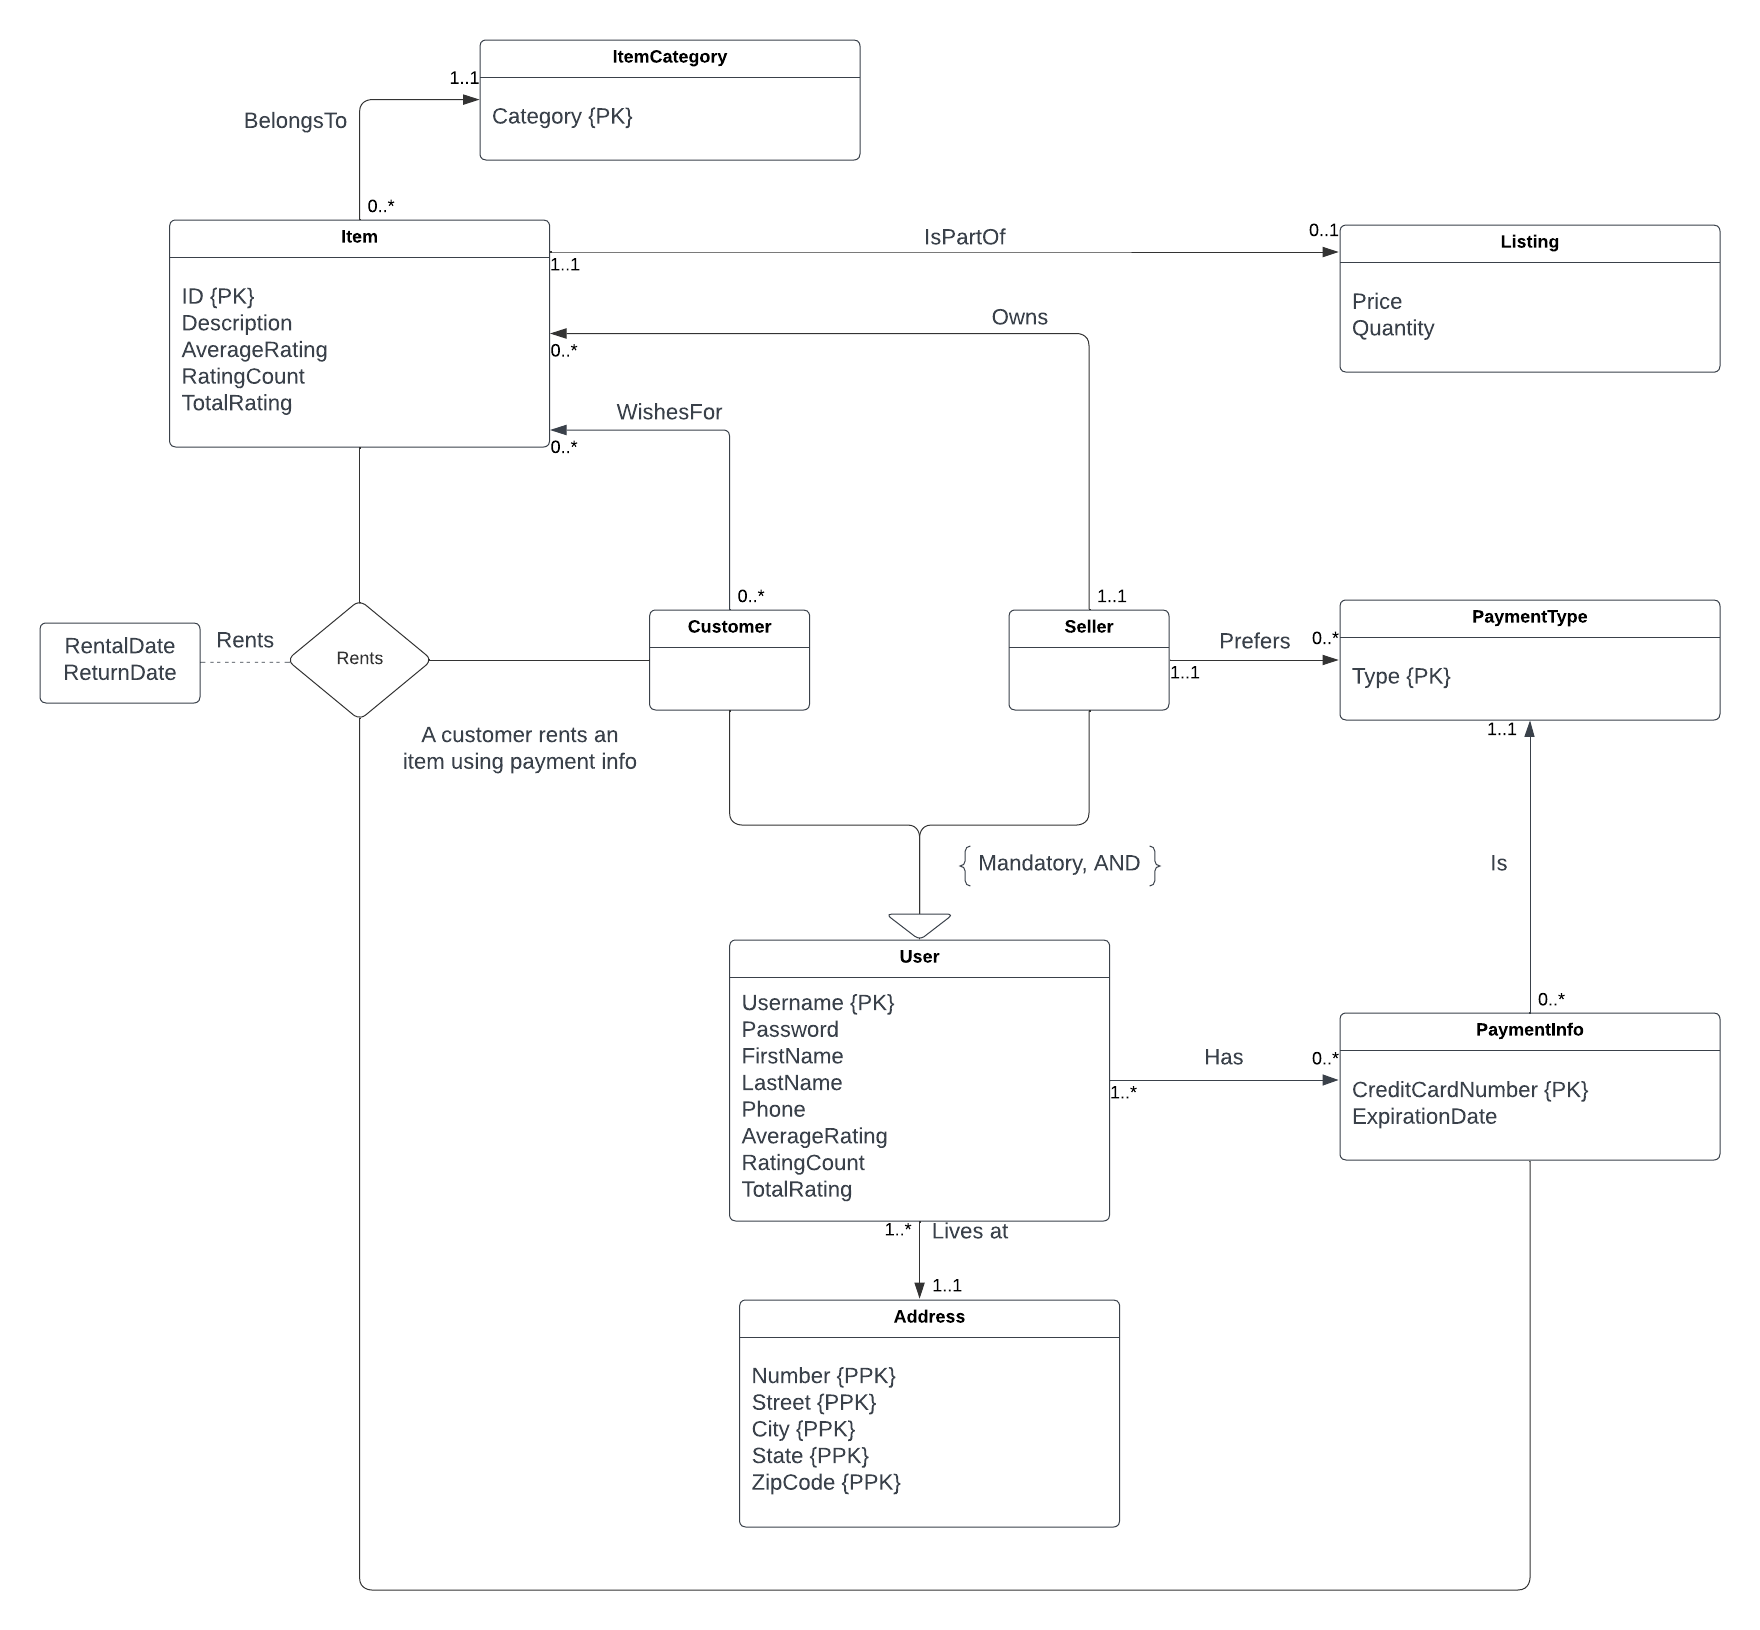 ItemCategory
1..1
Category {PK}
BelongsTo
0..*
Item
ID {PK}
Description
AverageRating
RatingCount
TotalRating
IsPartOf
1..1
0..1
Listing
Price
Quantity
Owns
0..*
WishesFor
0..*
0..*
1..1
Customer
Seller
Prefers
1..1
0..*
PaymentType
Type {PK}
RentalDate
ReturnDate
Rents
Rents
A customer rents an
item using payment info
1..1
Is
0..*
{ Mandatory, AND }
User
Username {PK}
Password
FirstName
LastName
Phone
AverageRating
RatingCount
TotalRating
Has
1..*
0..*
PaymentInfo
CreditCardNumber {PK}
ExpirationDate
1..*
Lives at
1..1
Address
Number {PPK}
Street {PPK}
City {PPK}
State {PPK}
ZipCode {PPK}